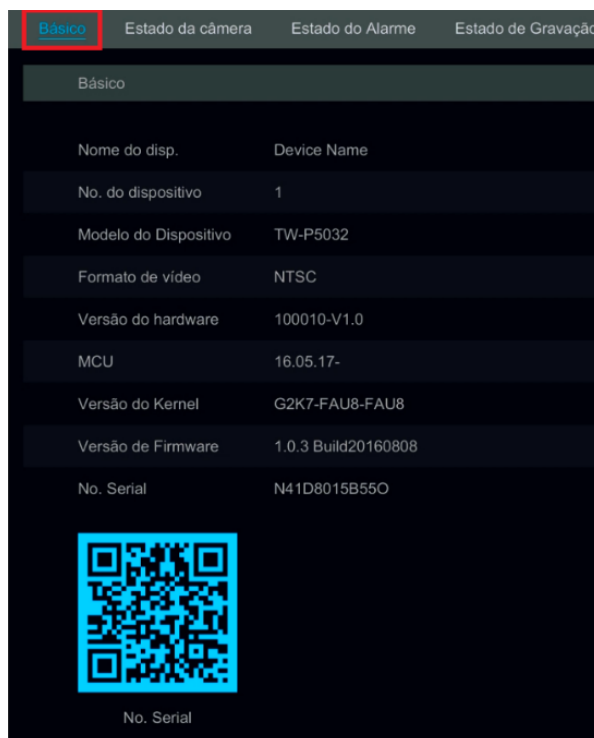 Básico Estado da câmera Estado do Alarme Estado de Gravação
Básico
Nome do disp. Device Name
No. do dispositivo 1
Modelo do Dispositivo TW-P5032
Formato de vídeo NTSC
Versão do hardware 100010-V1.0
MCU 16.05.17-
Versão do Kernel G2K7-FAU8-FAU8
Versão de Firmware 1.0.3 Build20160808
No. Serial N41D8015B55O
No. Serial